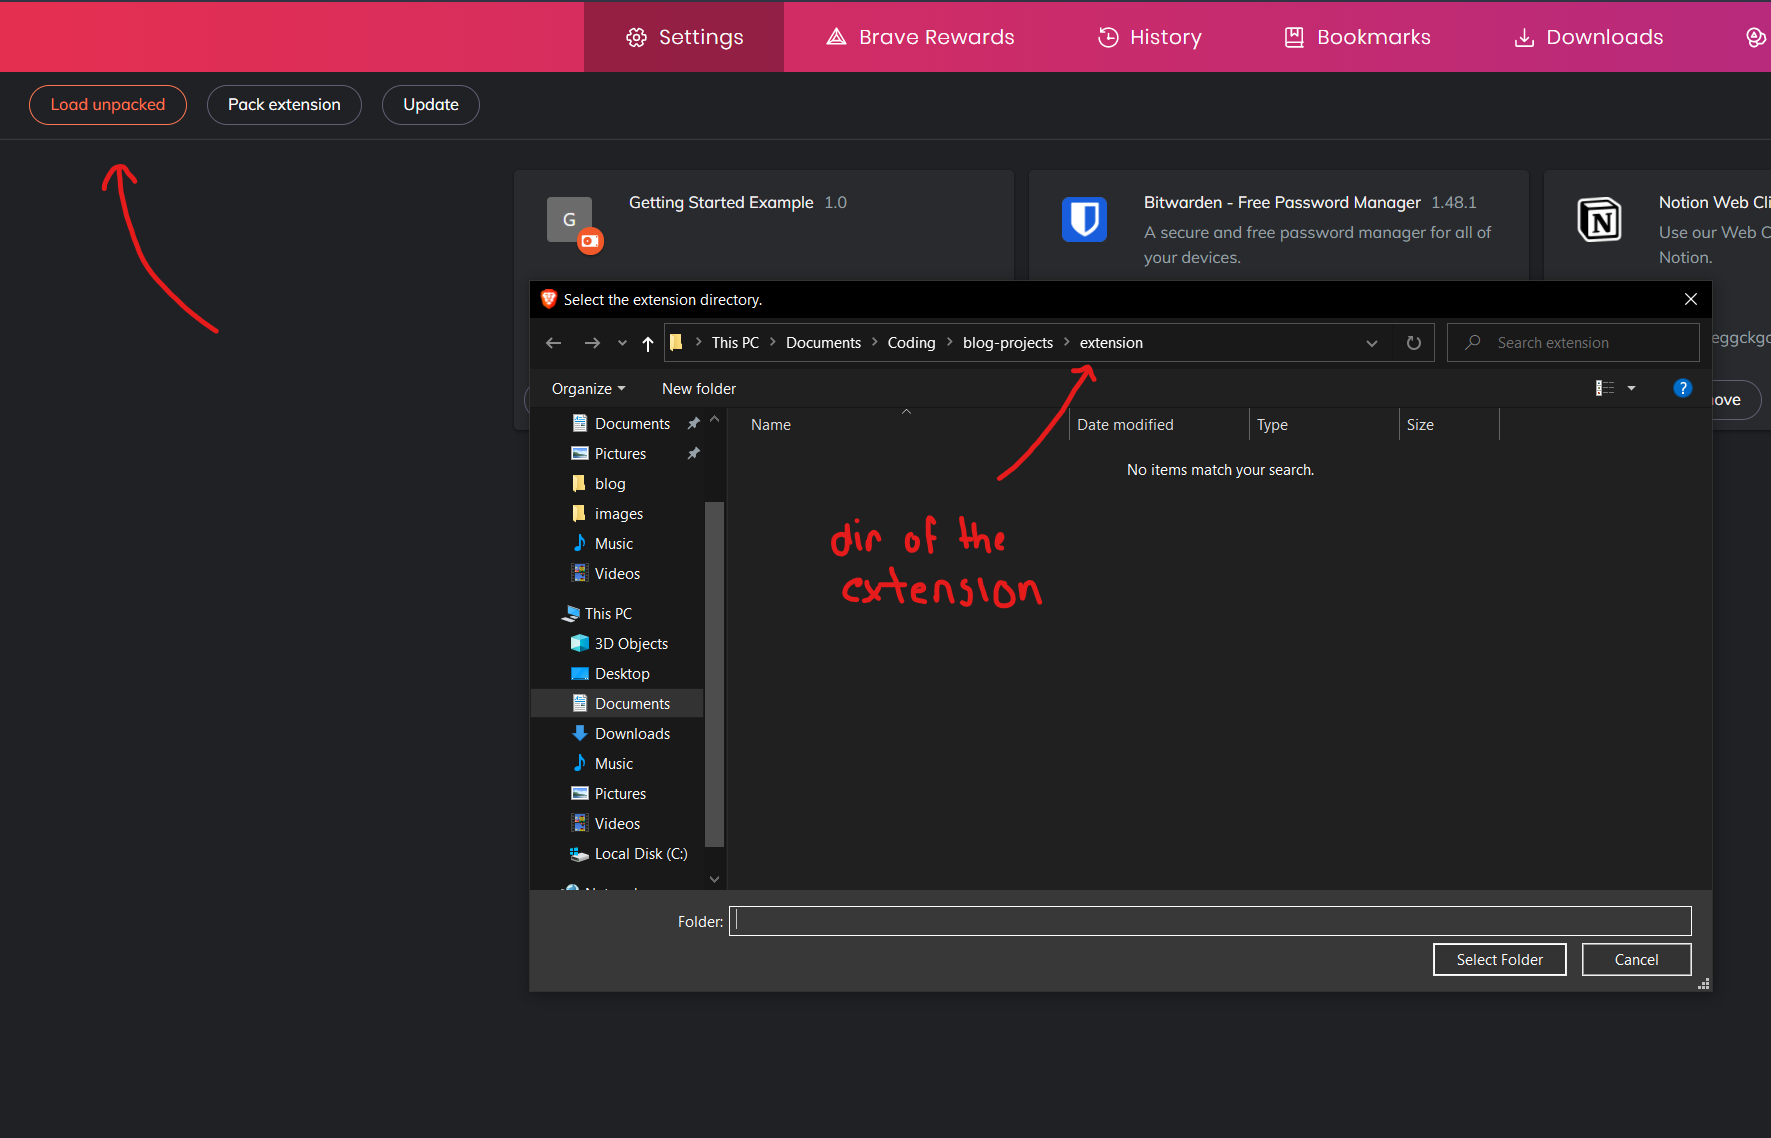 Settings
Brave Rewards
History
Bookmarks
Downloads
Load unpacked
Pack extension
Update
G
Getting Started Example 1.0
Bitwarden - Free Password Manager 1.48.1
A secure and free password manager for all of
your devices.
N
Notion Web Cli
Use our Web C
Notion.
eggckgc
ove
Select the extension directory.
This PC > Documents > Coding > blog-projects > extension
Search extension
Organize
New folder
?
Documents
Pictures
blog
images
Music
Videos
This PC
3D Objects
Desktop
Documents
Downloads
Music
Pictures
Videos
Local Disk (C:)
Name
Date modified
Type
Size
No items match your search.
dir of the
extension
Folder:
Select Folder
Cancel